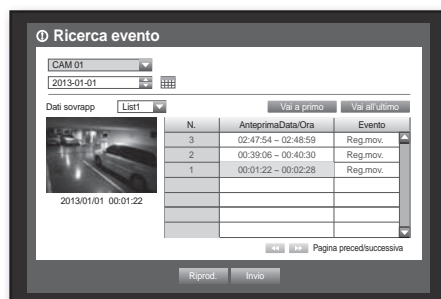 Ricerca evento
CAM 01
2013-01-01
Dati sovrapp List1 Vai a primo Vai all'ultimo
N. AnteprimaData/Ora Evento
3 02:47:54 ~ 02:48:59 Reg.mov.
2 00:39:06 ~ 00:40:30 Reg.mov.
1 00:01:22 ~ 00:02:28 Reg.mov.
2013/01/01 00:01:22
Pagina preced/successiva
Riprod. Invio